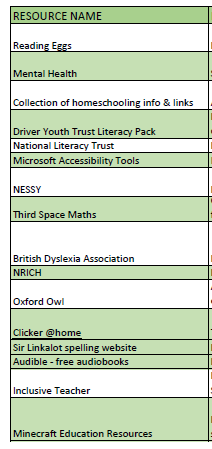 RESOURCE NAME
Reading Eggs
Mental Health
Collection of homeschooling info & links
Driver Youth Trust Literacy Pack
National Literacy Trust
Microsoft Accessibility Tools
NESSY
Third Space Maths
British Dyslexia Association
NRICH
Oxford Owl
Clicker @home
Sir Linkalot spelling website
Audible - free audiobooks
Inclusive Teacher
Minecraft Education Resources